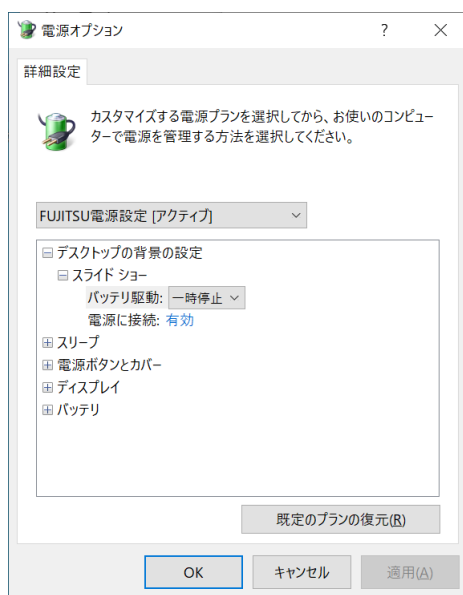 電源オプション
詳細設定
カスタマイズする電源プランを選択してから、お使いのコンピュー
ターで電源を管理する方法を選択してください。
FUJITSU電源設定 [アクティブ]
デスクトップの背景の設定
スライド ショー
バッテリ駆動: 一時停止
電源に接続: 有効
スリープ
電源ボタンとカバー
ディスプレイ
バッテリ
既定のプランの復元(R)
OK キャンセル 適用(A)